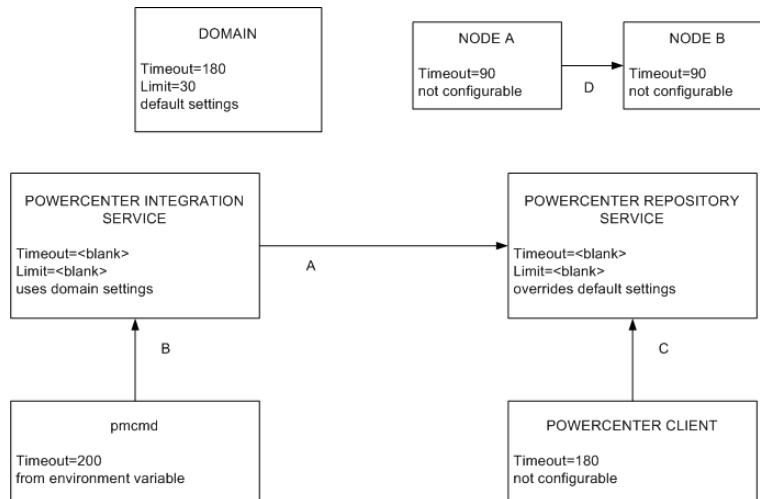 DOMAIN
Timeout=180
Limit=30
default settings
NODE A
Timeout=90
not configurable
D
NODE B
Timeout=90
not configurable
POWERCENTER INTEGRATION
SERVICE
Timeout=<blank>
Limit=<blank>
uses domain settings
A
POWERCENTER REPOSITORY
SERVICE
Timeout=<blank>
Limit=<blank>
overrides default settings
B
C
pmcmd
Timeout=200
from environment variable
POWERCENTER CLIENT
Timeout=180
not configurable